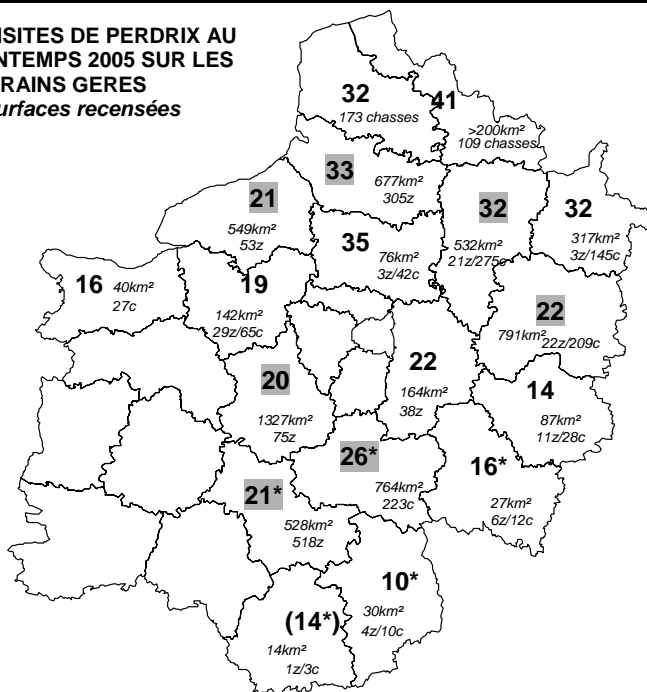 SITES DE PERDRIX AU
NTEMPS 2005 SUR LES
RAINS GERES
urfaces recensées
32
173 chasses
41
>200km²
109 chasses
33
677km²
305z
21
549km²
53z
32
532km²
21z/275c
32
317km²
3z/145c
35
76km²
3z/42c
16
40km²
27c
19
142km²
29z/65c
22
791km²
22z/209c
20
1327km²
75z
22
164km²
38z
14
87km²
11z/28c
26*
764km²
223c
16*
27km²
6z/12c
21*
528km²
518z
10*
30km²
4z/10c
(14*)
14km²
1z/3c